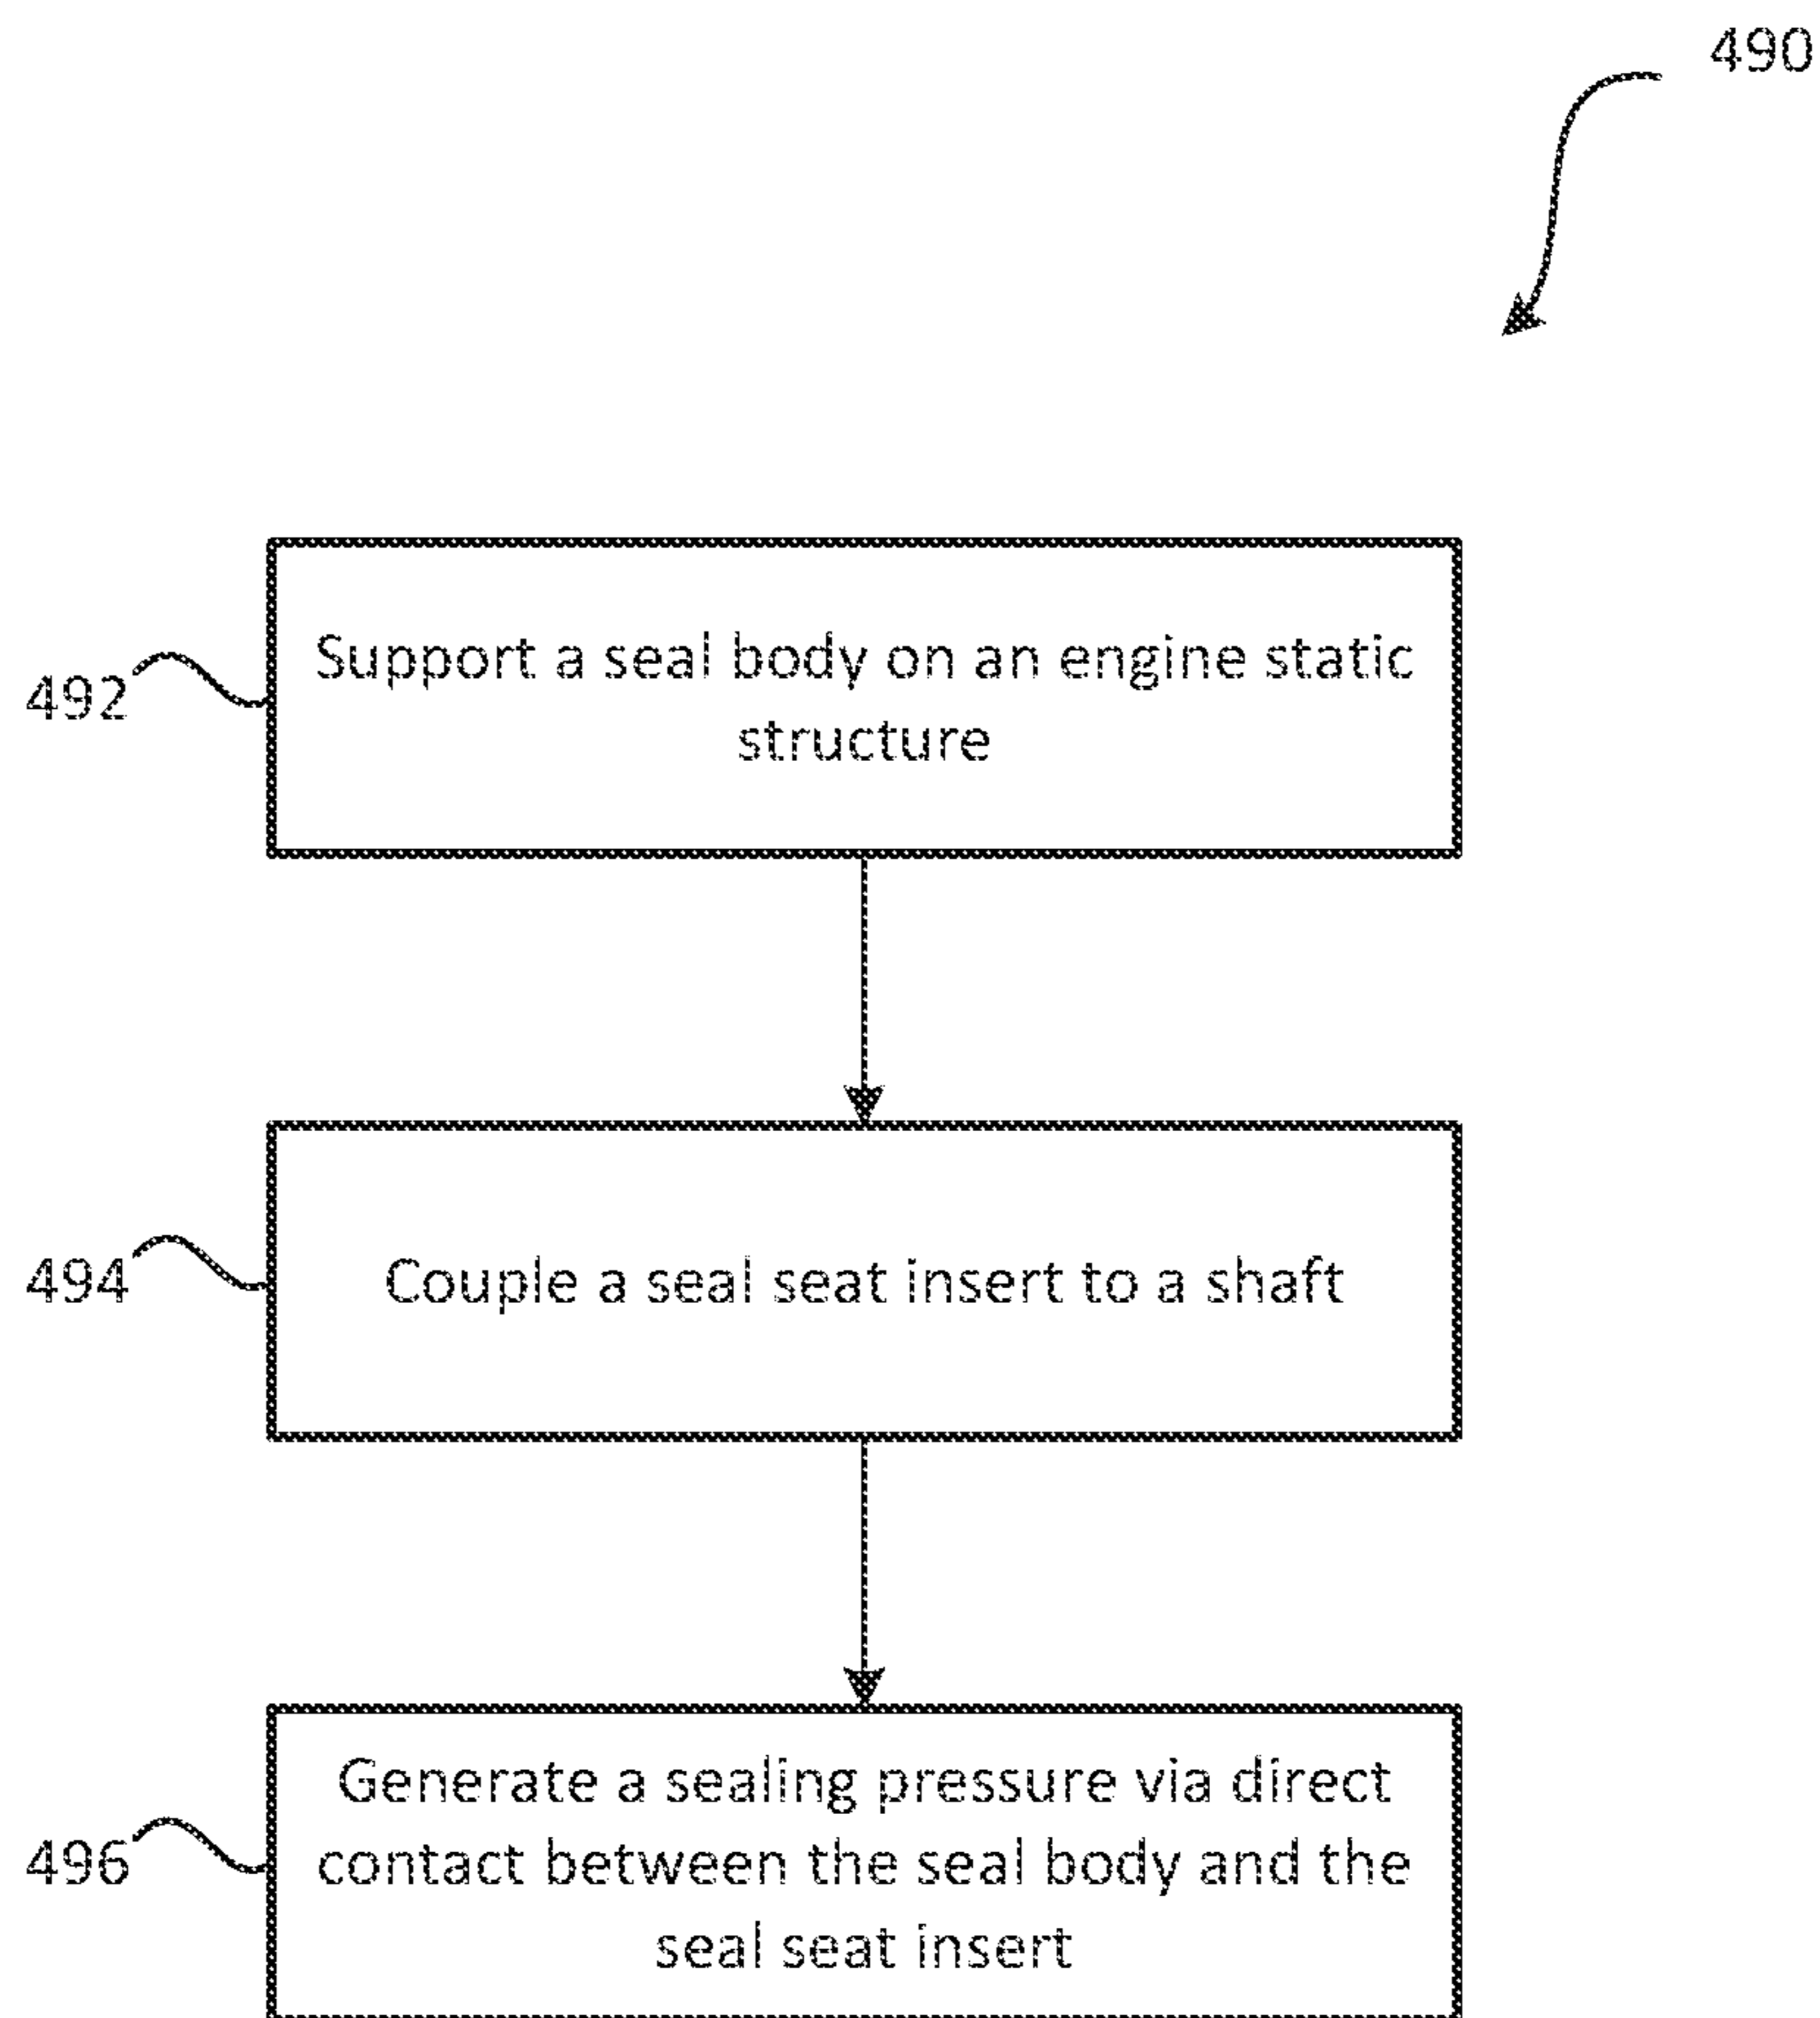 490
492
Support a seal body on an engine static
structure
494
Couple a seal seat insert to a shaft
496
Generate a sealing pressure via direct
contact between the seal body and the
seal seat insert